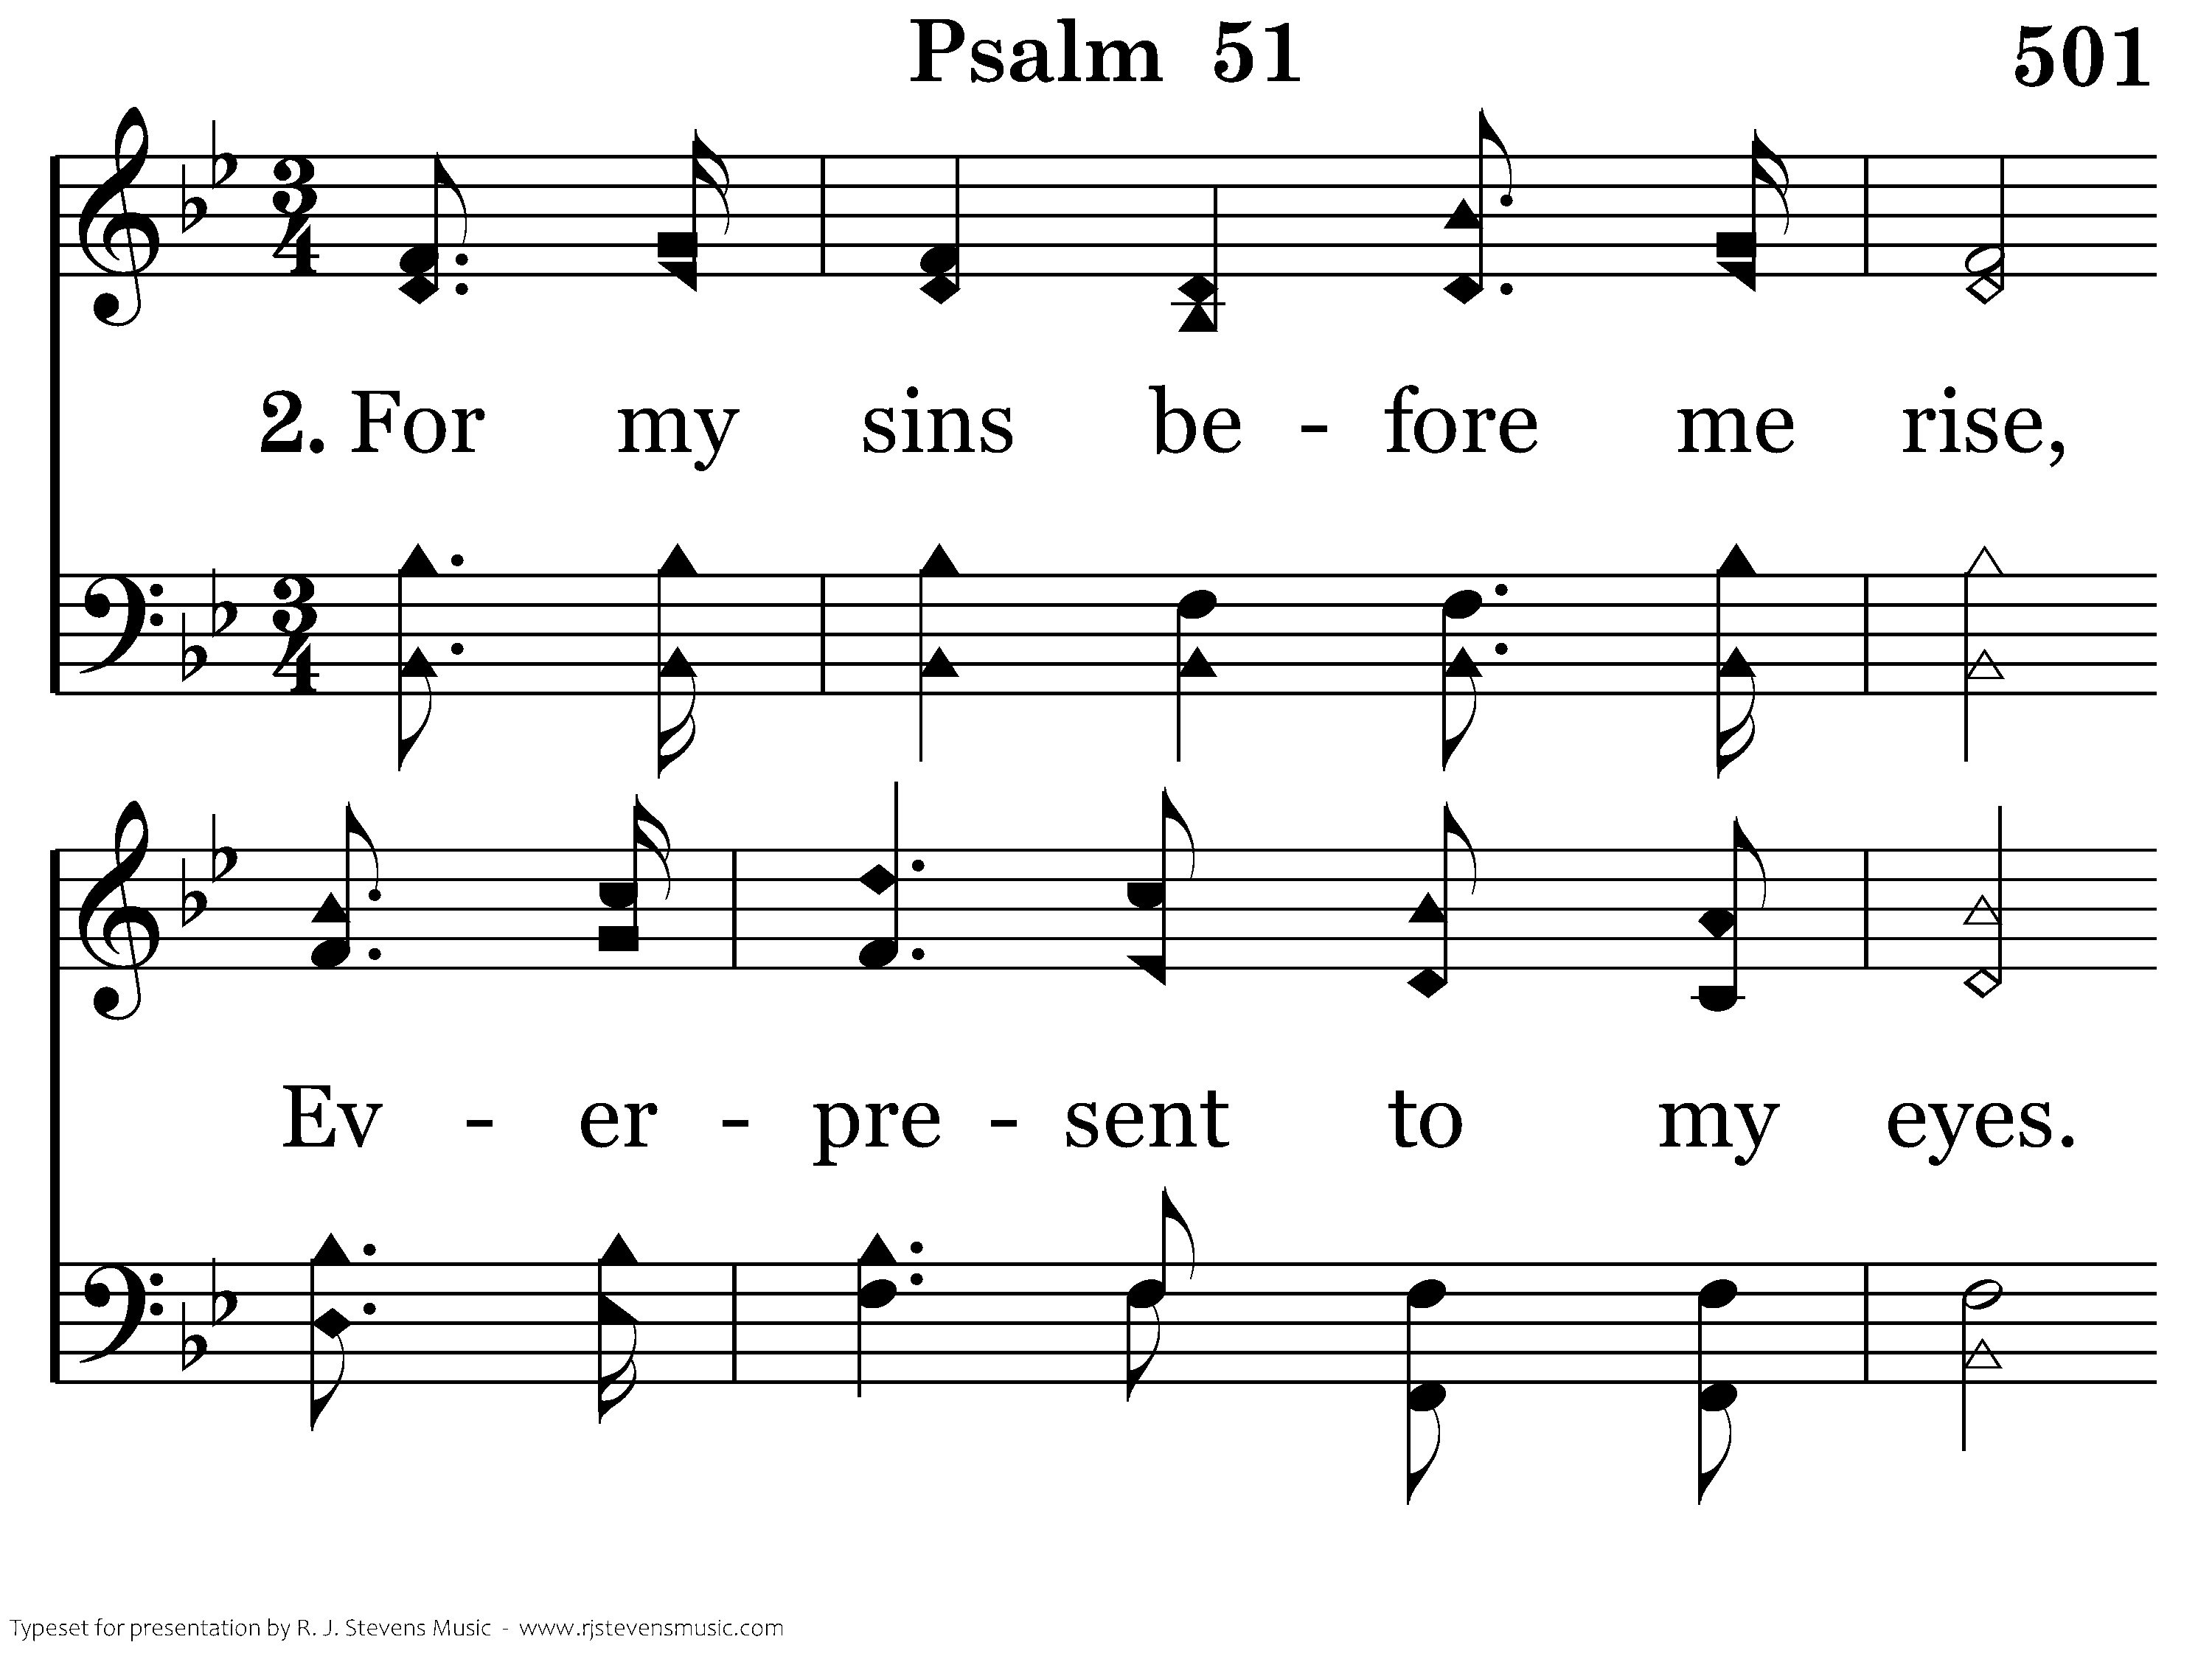 Psalm 51 501
2. For my sins be - fore me rise,
Ev - er - pre - sent to my eyes.
Typeset for presentation by R. J. Stevens Music - www.rjstevensmusic.com